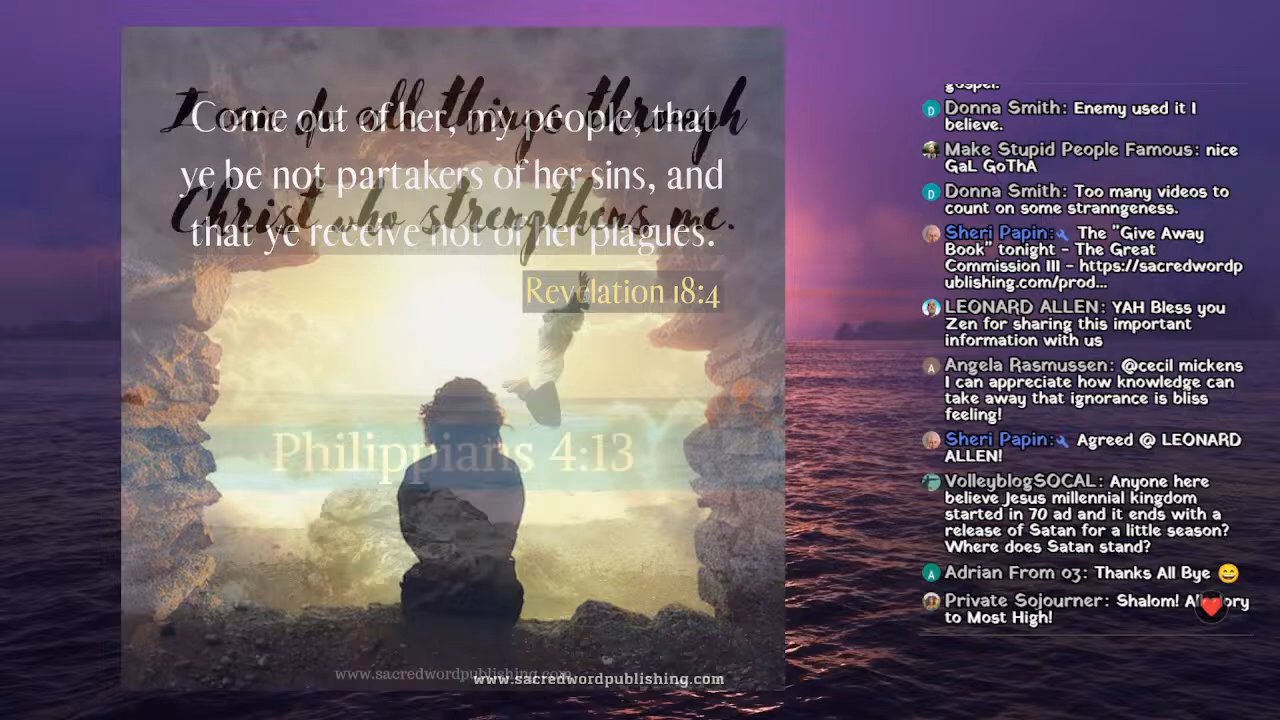 I can do all things through
Christ who strengthens me.
Come out of her, my people, that
ye be not partakers of her sins, and
that ye receive not of her plagues.
Revelation 18:4
Philippians 4:13
www.sacredwordpublishing.com
www.sacredwordpublishing.com
gospel.
D Donna Smith: Enemy used it I
believe.
Make Stupid People Famous: nice
GaL GoThA
D Donna Smith: Too many videos to
count on some stranngeness.
Sheri Papin: The "Give Away
Book" tonight - The Great
Commission III - https://sacredwordp
ublishing.com/prod...
LEONARD ALLEN: YAH Bless you
Zen for sharing this important
information with us
A Angela Rasmussen: @cecil mickens
I can appreciate how knowledge can
take away that ignorance is bliss
feeling!
Sheri Papin: Agreed @ LEONARD
ALLEN!
VolleyblogSOCAL: Anyone here
believe Jesus millennial kingdom
started in 70 ad and it ends with a
release of Satan for a little season?
Where does Satan stand?
A Adrian From 03: Thanks All Bye 😄
Private Sojourner: Shalom!
to Most High!